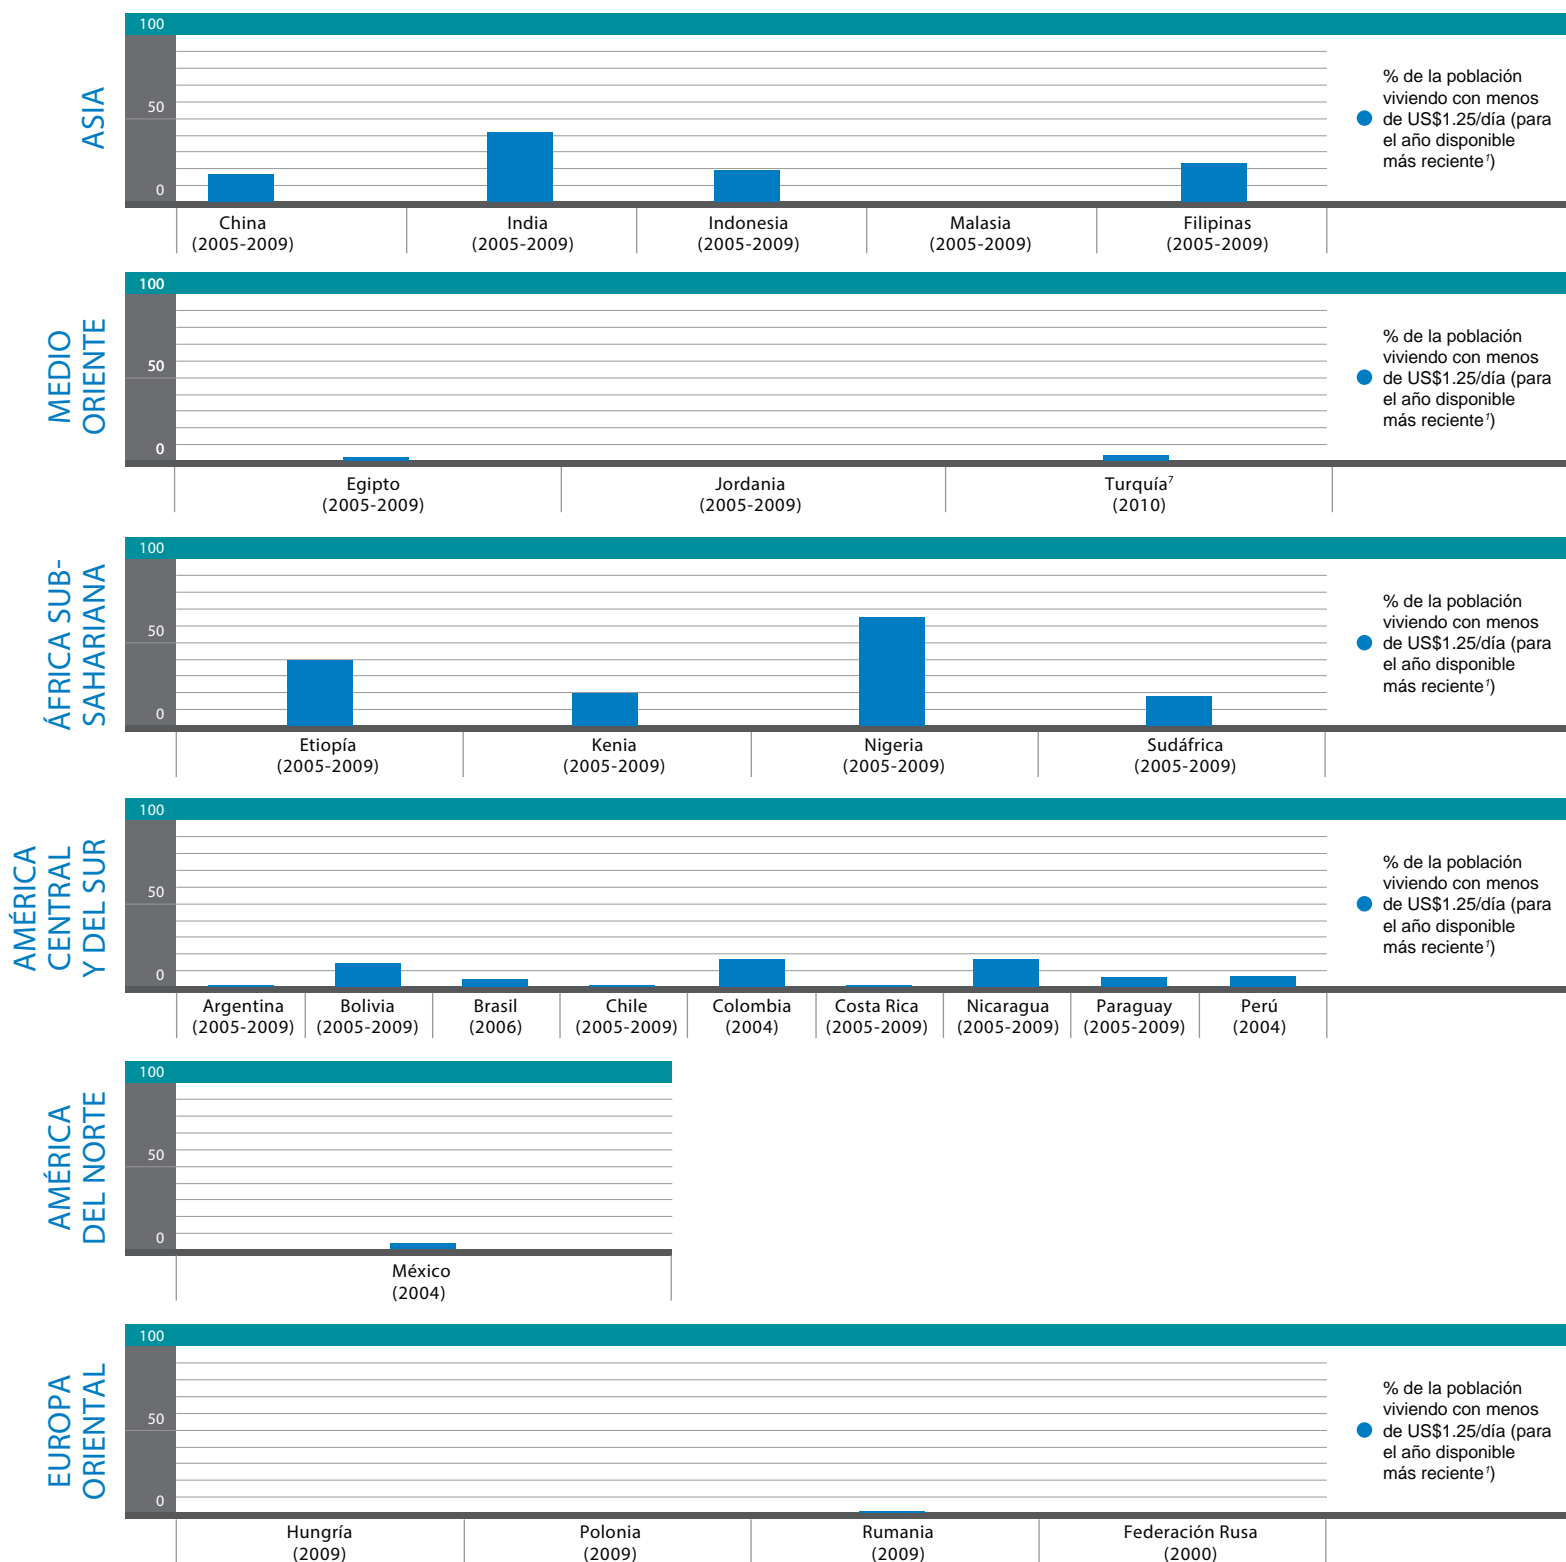 ASIA
100
50
0
China
(2005-2009)
India
(2005-2009)
Indonesia
(2005-2009)
Malasia
(2005-2009)
Filipinas
(2005-2009)
% de la población
viviendo con menos
de US$1.25/día (para
el año disponible
más reciente¹)
MEDIO
ORIENTE
100
50
0
Egipto
(2005-2009)
Jordania
(2005-2009)
Turquía⁷
(2010)
% de la población
viviendo con menos
de US$1.25/día (para
el año disponible
más reciente¹)
ÁFRICA SUB-
SAHARIANA
100
50
0
Etiopía
(2005-2009)
Kenia
(2005-2009)
Nigeria
(2005-2009)
Sudáfrica
(2005-2009)
% de la población
viviendo con menos
de US$1.25/día (para
el año disponible
más reciente¹)
AMÉRICA
CENTRAL
Y DEL SUR
100
50
0
Argentina
(2005-2009)
Bolivia
(2005-2009)
Brasil
(2006)
Chile
(2005-2009)
Colombia
(2004)
Costa Rica
(2005-2009)
Nicaragua
(2005-2009)
Paraguay
(2005-2009)
Perú
(2004)
% de la población
viviendo con menos
de US$1.25/día (para
el año disponible
más reciente¹)
AMÉRICA
DEL NORTE
100
50
0
México
(2004)
EUROPA
ORIENTAL
100
50
0
Hungría
(2009)
Polonia
(2009)
Rumania
(2009)
Federación Rusa
(2000)
% de la población
viviendo con menos
de US$1.25/día (para
el año disponible
más reciente¹)